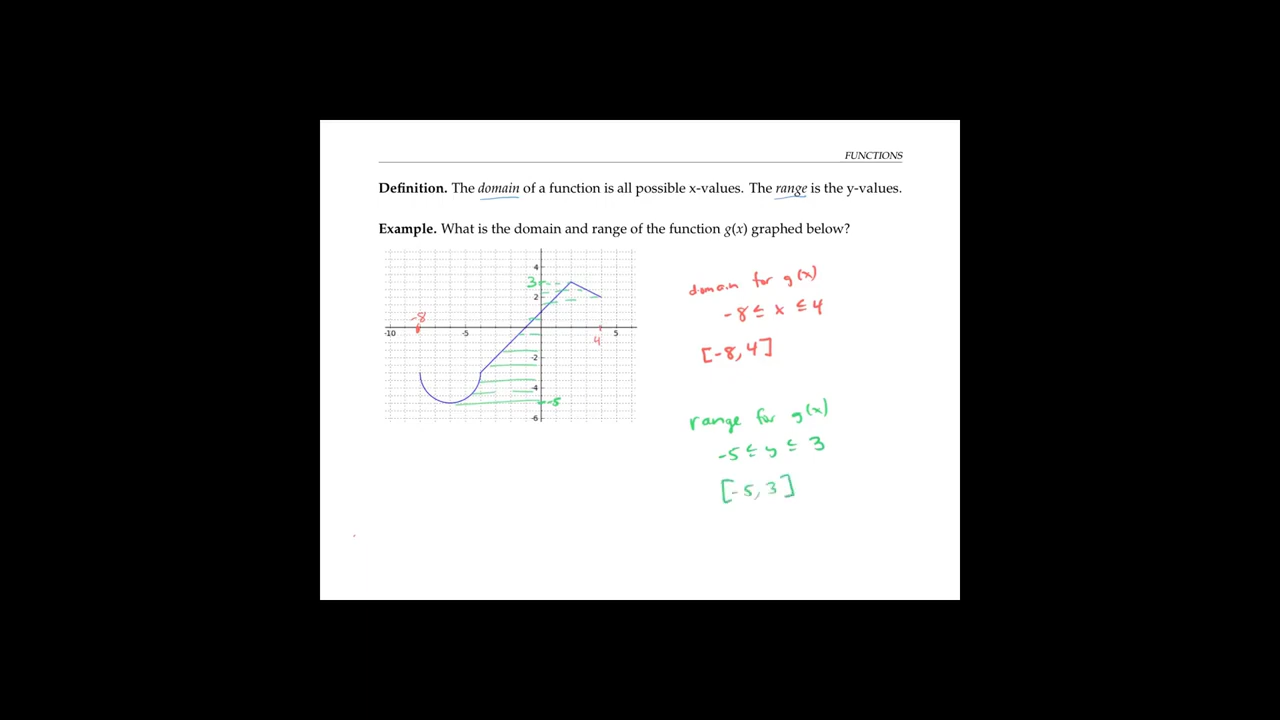 FUNCTIONS
Definition. The domain of a function is all possible x-values. The range is the y-values.
Example. What is the domain and range of the function g(x) graphed below?
4
3
2
-8
-10
-5
5
4
-2
-4
-5
-6
domain for g(x)
-8 ≤ x ≤ 4
[-8, 4]
range for g(x)
-5 ≤ y ≤ 3
[-5, 3]